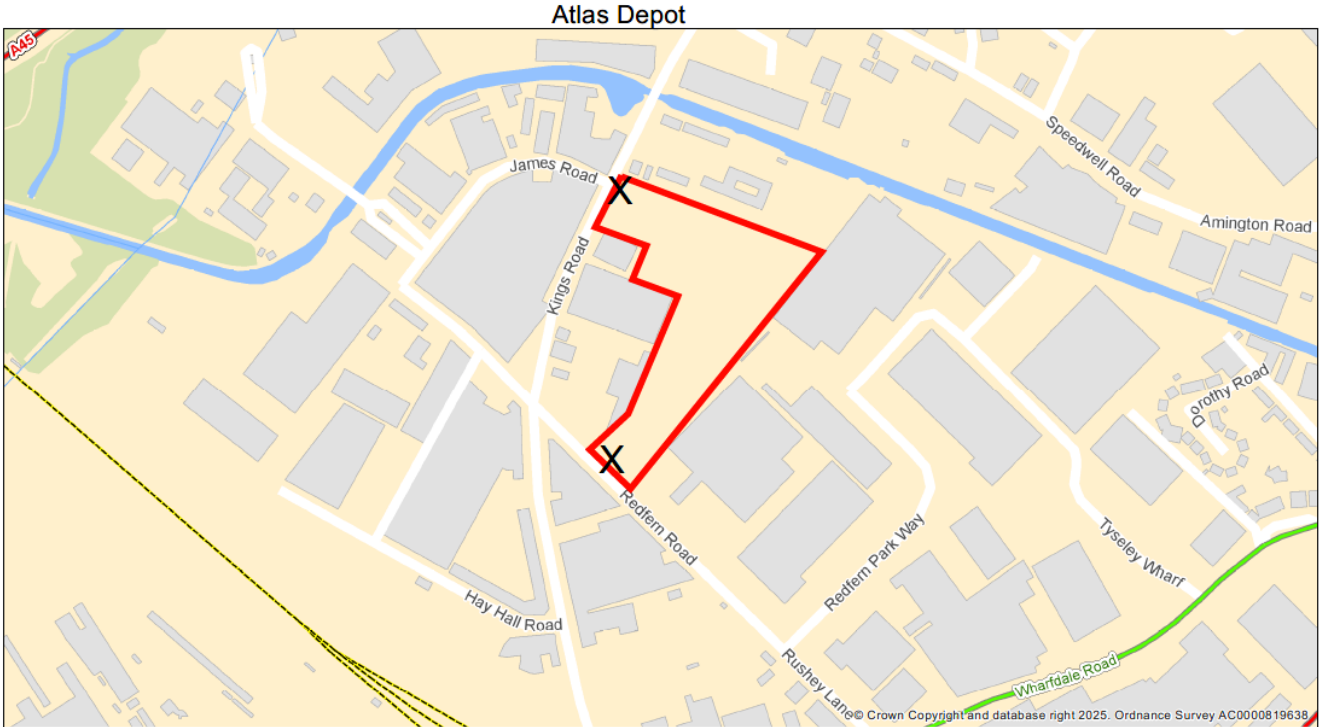 Atlas Depot
A45
James Road
Speedwell Road
Amington Road
X
Kings Road
Dorothy Road
X
Redfern Road
Tyseley Wharf
Redfern Park Way
Hay Hall Road
Wharfdale Road
Rushey Lane
© Crown Copyright and database right 2025. Ordnance Survey AC0000819638